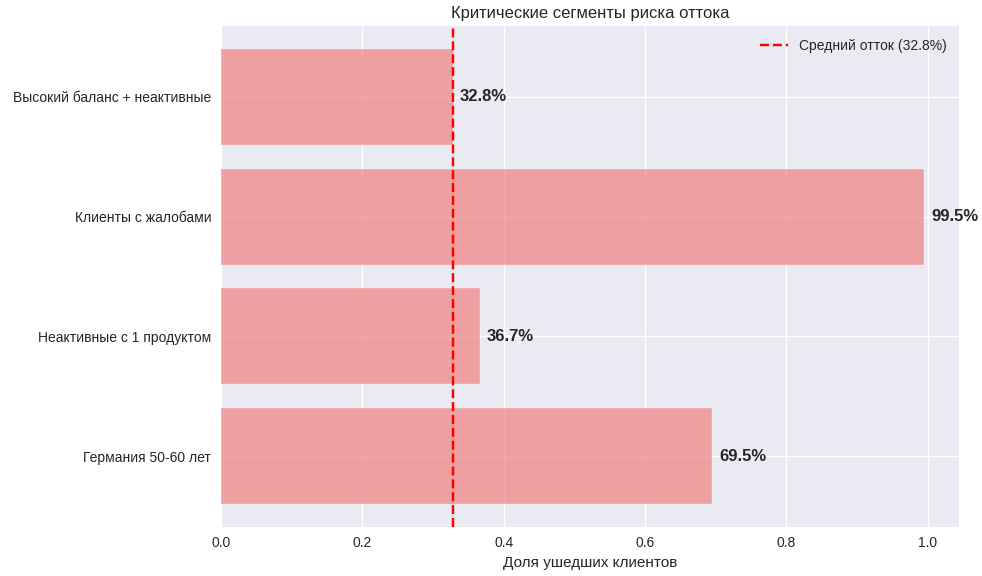 Критические сегменты риска оттока
Средний отток (32.8%)
Высокий баланс + неактивные
32.8%
Клиенты с жалобами
99.5%
Неактивные с 1 продуктом
36.7%
Германия 50-60 лет
69.5%
0.0 0.2 0.4 0.6 0.8 1.0
Доля ушедших клиентов